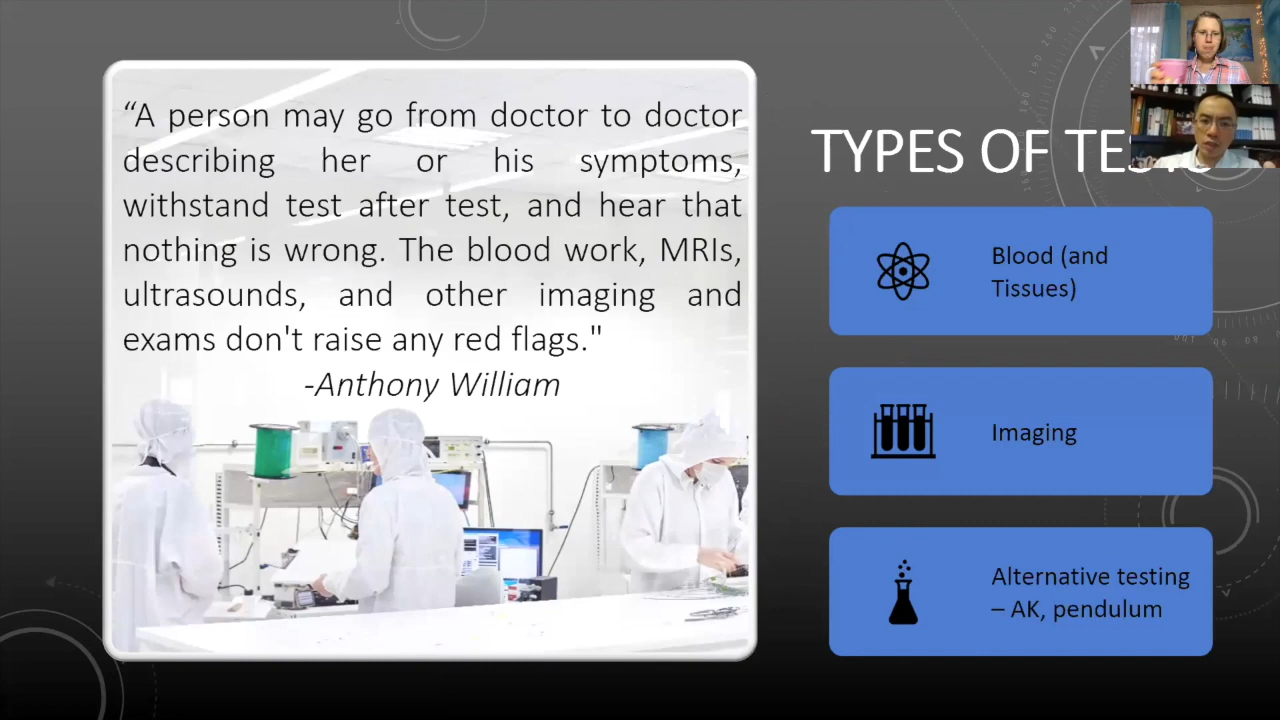 “A person may go from doctor to doctor
describing her or his symptoms,
withstand test after test, and hear that
nothing is wrong. The blood work, MRIs,
ultrasounds, and other imaging and
exams don't raise any red flags."
-Anthony William
TYPES OF
Blood (and
Tissues)
Imaging
Alternative testing
– AK, pendulum